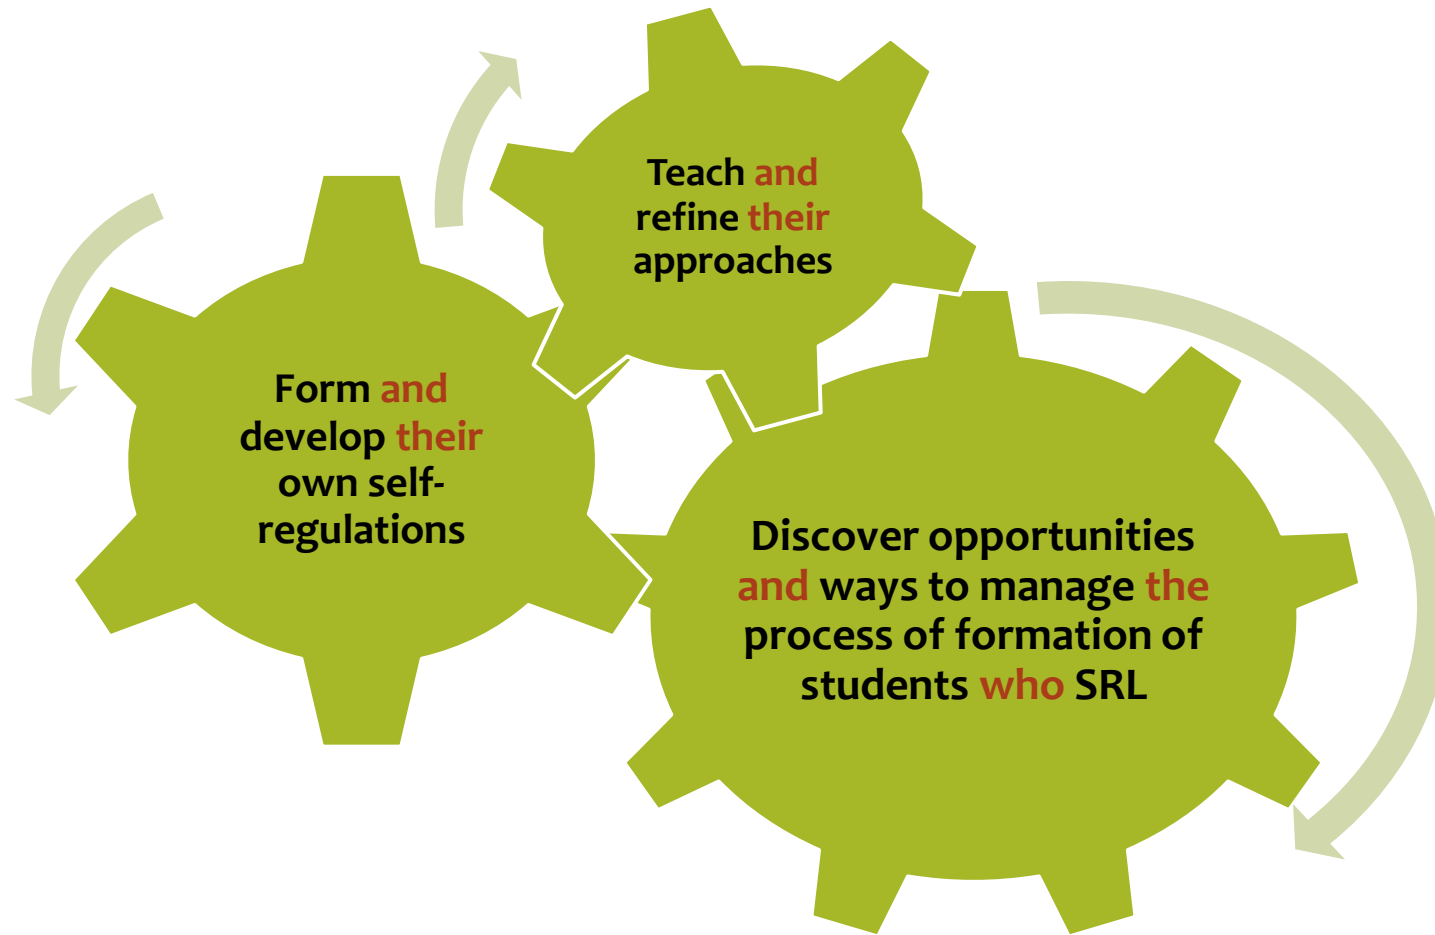 Teach and
refine their
approaches
Form and
develop their
own self-
regulations
Discover opportunities
and ways to manage the
process of formation of
students who SRL